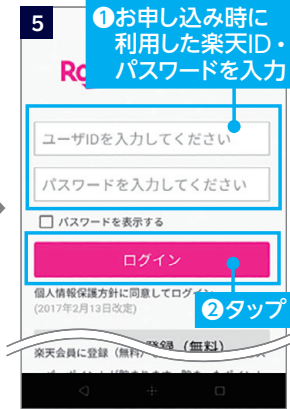 5
❶お申し込み時に
利用した楽天ID・
パスワードを入力
ユーザIDを入力してください
パスワードを入力してください
パスワードを表示する
ログイン
個人情報保護方針に同意してログイン
(2017年2月13日改定)
❷タップ
登録 (無料)
楽天会員に登録（無料）